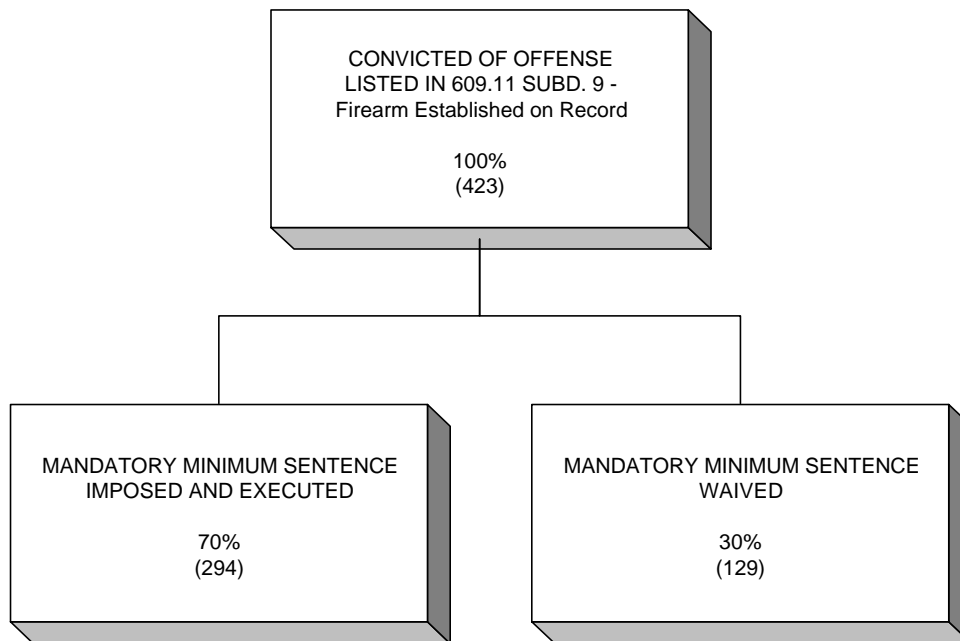 CONVICTED OF OFFENSE
LISTED IN 609.11 SUBD. 9 -
Firearm Established on Record
100%
(423)
MANDATORY MINIMUM SENTENCE
IMPOSED AND EXECUTED
70%
(294)
MANDATORY MINIMUM SENTENCE
WAIVED
30%
(129)